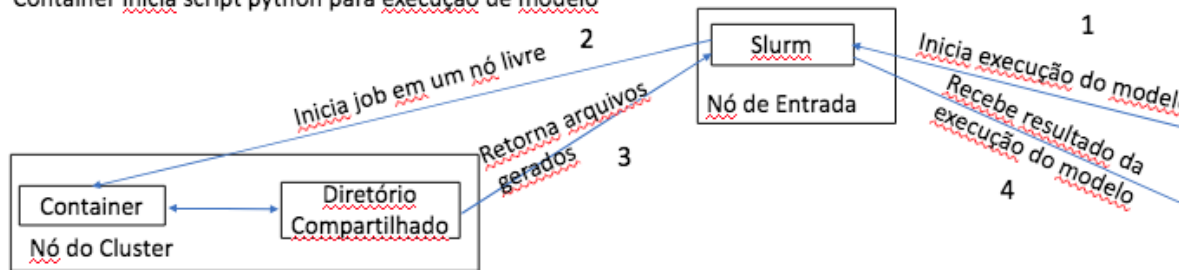 Container inicia script python para execução de modelo
1
2
Slurm
Inicia execução do modelo
Inicia job em um nó livre
Nó de Entrada
Recebe resultado da
execução do modelo
Retorna arquivos
gerados
3
4
Container
Diretório
Compartilhado
Nó do Cluster